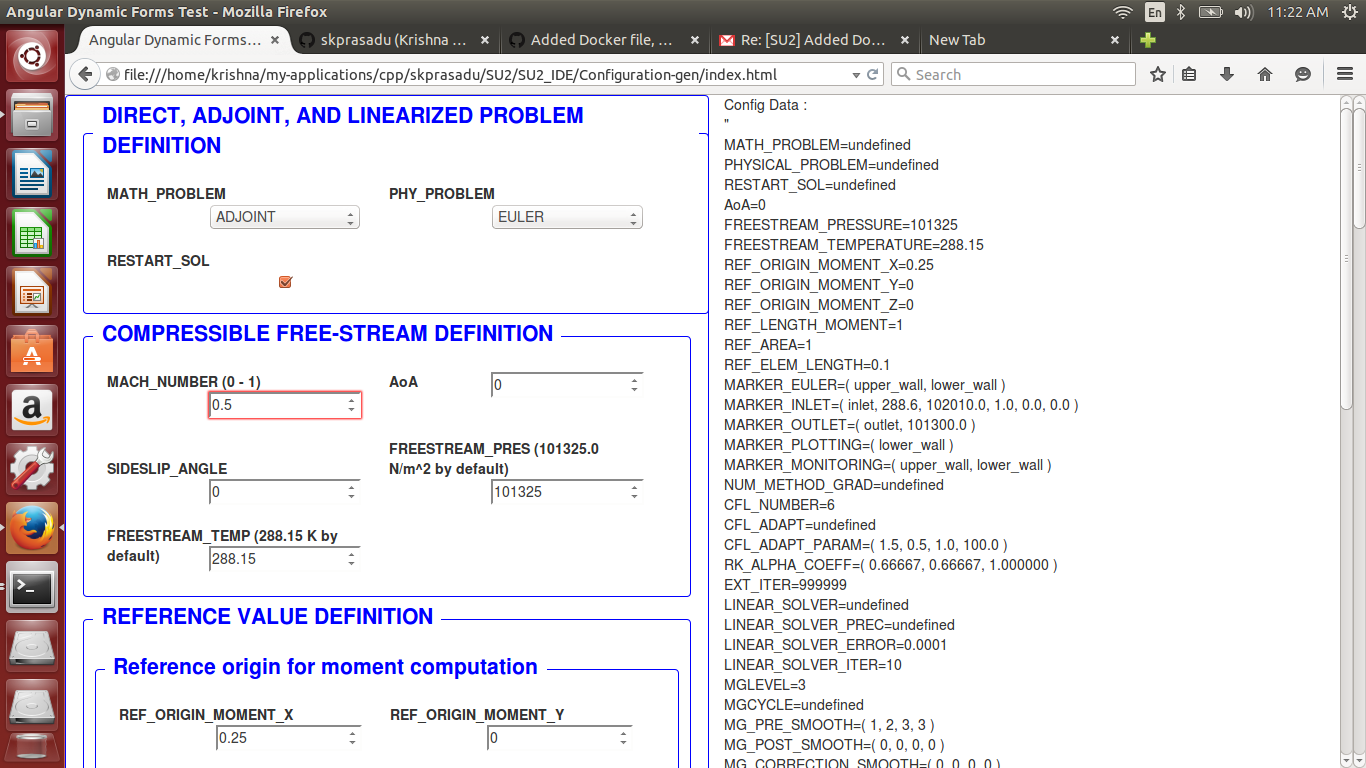 Angular Dynamic Forms Test - Mozilla Firefox
En
11:22 AM
Angular Dynamic Forms...
skprasadu (Krishna ...
Added Docker file, ...
Re: [SU2] Added Do...
New Tab
file:///home/krishna/my-applications/cpp/skprasadu/SU2/SU2_IDE/Configuration-gen/index.html
Search
DIRECT, ADJOINT, AND LINEARIZED PROBLEM
DEFINITION
MATH_PROBLEM
ADJOINT
PHY_PROBLEM
EULER
RESTART_SOL
COMPRESSIBLE FREE-STREAM DEFINITION
MACH_NUMBER (0 - 1)
0.5
AoA
0
SIDESLIP_ANGLE
0
FREESTREAM_PRES (101325.0
N/m^2 by default)
101325
FREESTREAM_TEMP (288.15 K by
default)
288.15
REFERENCE VALUE DEFINITION
Reference origin for moment computation
REF_ORIGIN_MOMENT_X
0.25
REF_ORIGIN_MOMENT_Y
0
Config Data :
"
MATH_PROBLEM=undefined
PHYSICAL_PROBLEM=undefined
RESTART_SOL=undefined
AoA=0
FREESTREAM_PRESSURE=101325
FREESTREAM_TEMPERATURE=288.15
REF_ORIGIN_MOMENT_X=0.25
REF_ORIGIN_MOMENT_Y=0
REF_ORIGIN_MOMENT_Z=0
REF_LENGTH_MOMENT=1
REF_AREA=1
REF_ELEM_LENGTH=0.1
MARKER_EULER=( upper_wall, lower_wall )
MARKER_INLET=( inlet, 288.6, 102010.0, 1.0, 0.0, 0.0 )
MARKER_OUTLET=( outlet, 101300.0 )
MARKER_PLOTTING=( lower_wall )
MARKER_MONITORING=( upper_wall, lower_wall )
NUM_METHOD_GRAD=undefined
CFL_NUMBER=6
CFL_ADAPT=undefined
CFL_ADAPT_PARAM=( 1.5, 0.5, 1.0, 100.0 )
RK_ALPHA_COEFF=( 0.66667, 0.66667, 1.000000 )
EXT_ITER=999999
LINEAR_SOLVER=undefined
LINEAR_SOLVER_PREC=undefined
LINEAR_SOLVER_ERROR=0.0001
LINEAR_SOLVER_ITER=10
MGLEVEL=3
MGCYCLE=undefined
MG_PRE_SMOOTH=( 1, 2, 3, 3 )
MG_POST_SMOOTH=( 0, 0, 0, 0 )
MG_CORRECTION_SMOOTH=( 0, 0, 0, 0 )